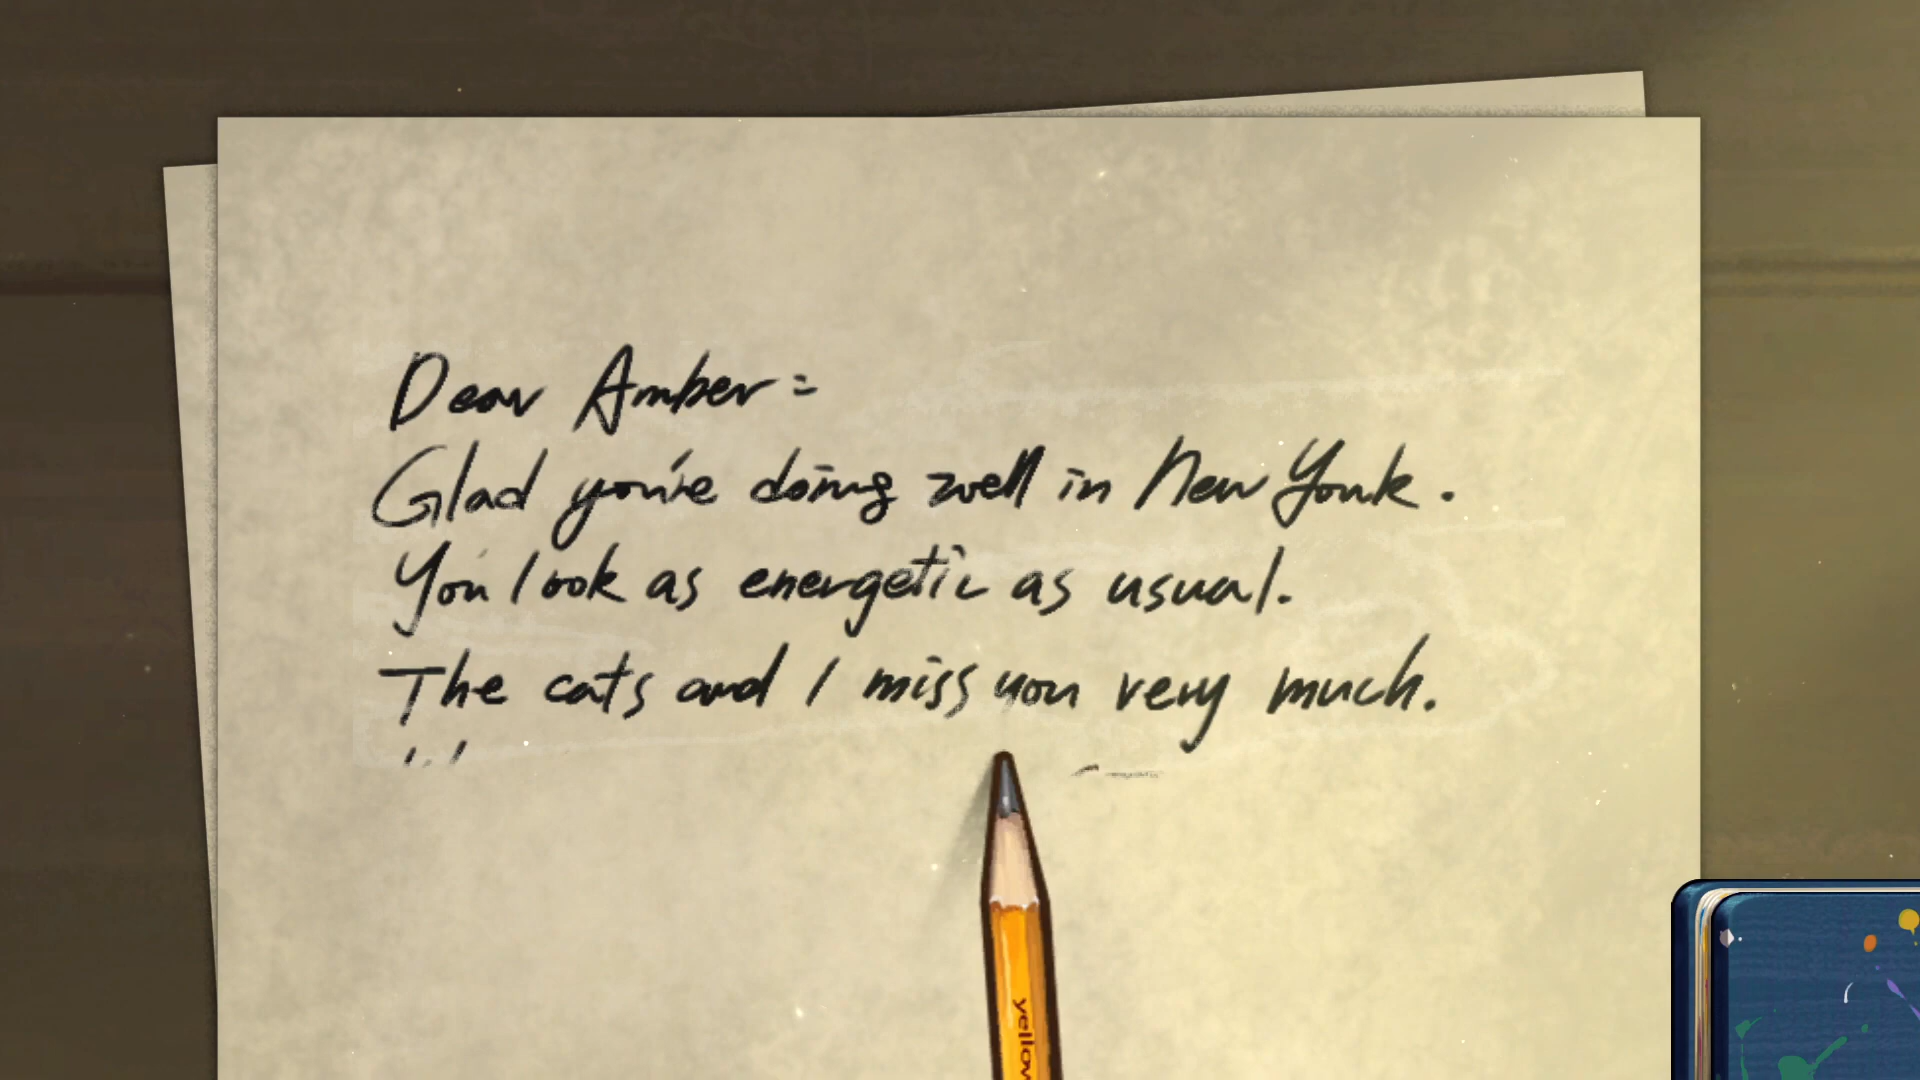 Dear Amber:
Glad you're doing well in New York.
You look as energetic as usual.
The cats and I miss you very much.
yellow